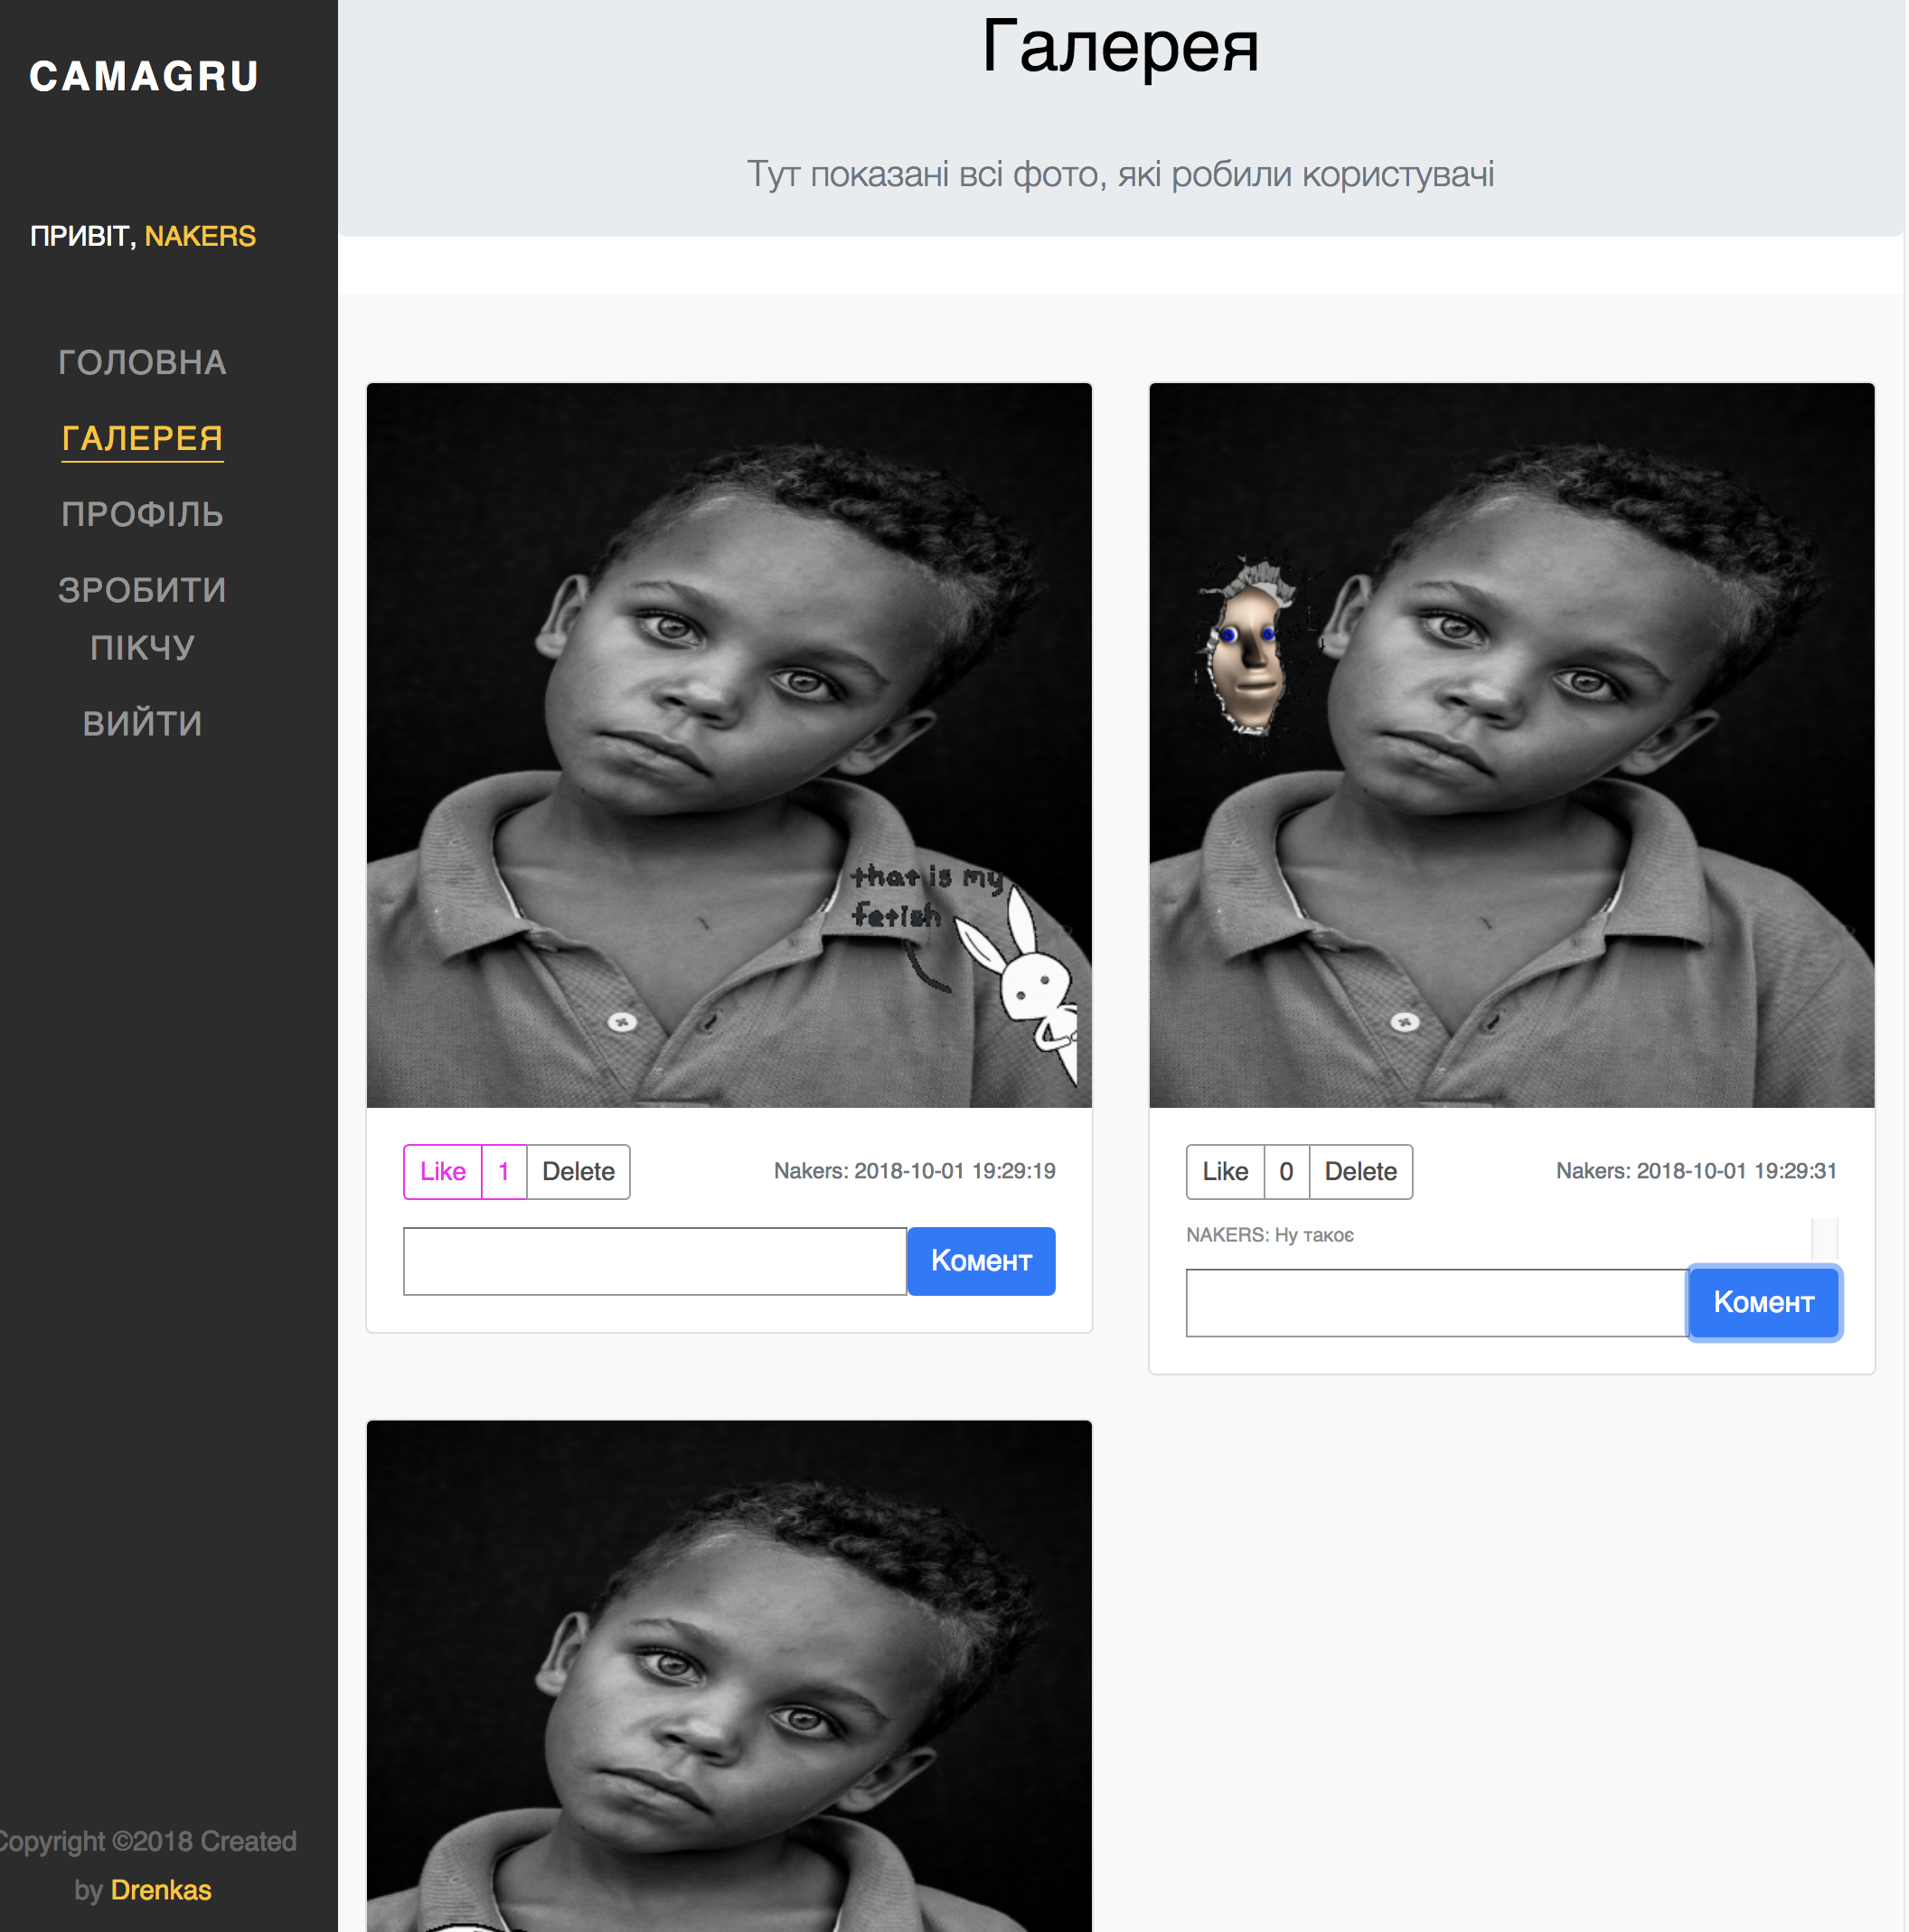 CAMAGRU
ПРИВІТ, NAKERS
ГОЛОВНА
ГАЛЕРЕЯ
ПРОФІЛЬ
ЗРОБИТИ
ПІКЧУ
ВИЙТИ
Copyright ©2018 Created
by Drenkas
Галерея
Тут показані всі фото, які робили користувачі
that is my
fetish
Like 1 Delete Nakers: 2018-10-01 19:29:19
Комент
Like 0 Delete Nakers: 2018-10-01 19:29:31
NAKERS: Ну такоє
Комент